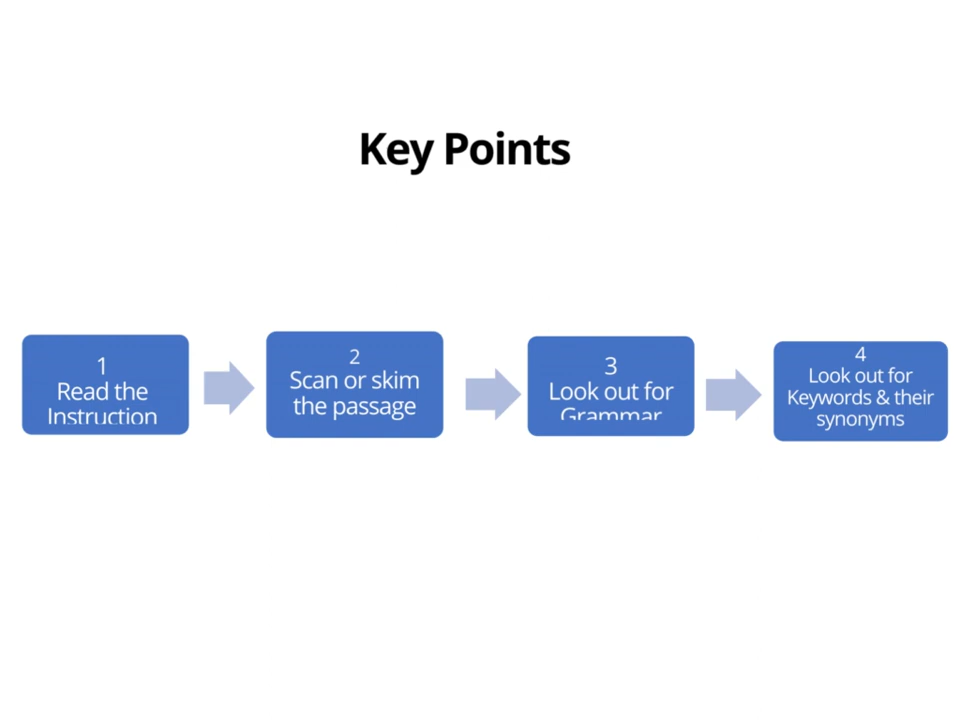 Key Points
1
Read the
Instruction
2
Scan or skim
the passage
3
Look out for
Grammar
4
Look out for
Keywords & their
synonyms